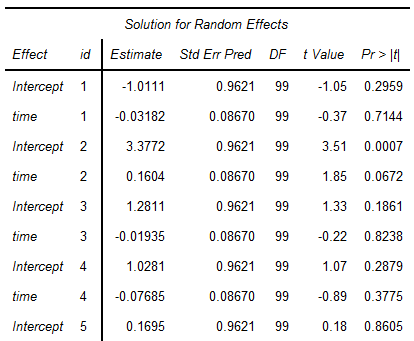 Solution for Random Effects
Effect id Estimate Std Err Pred DF t Value Pr > |t|
Intercept 1 -1.0111 0.9621 99 -1.05 0.2959
time 1 -0.03182 0.08670 99 -0.37 0.7144
Intercept 2 3.3772 0.9621 99 3.51 0.0007
time 2 0.1604 0.08670 99 1.85 0.0672
Intercept 3 1.2811 0.9621 99 1.33 0.1861
time 3 -0.01935 0.08670 99 -0.22 0.8238
Intercept 4 1.0281 0.9621 99 1.07 0.2879
time 4 -0.07685 0.08670 99 -0.89 0.3775
Intercept 5 0.1695 0.9621 99 0.18 0.8605